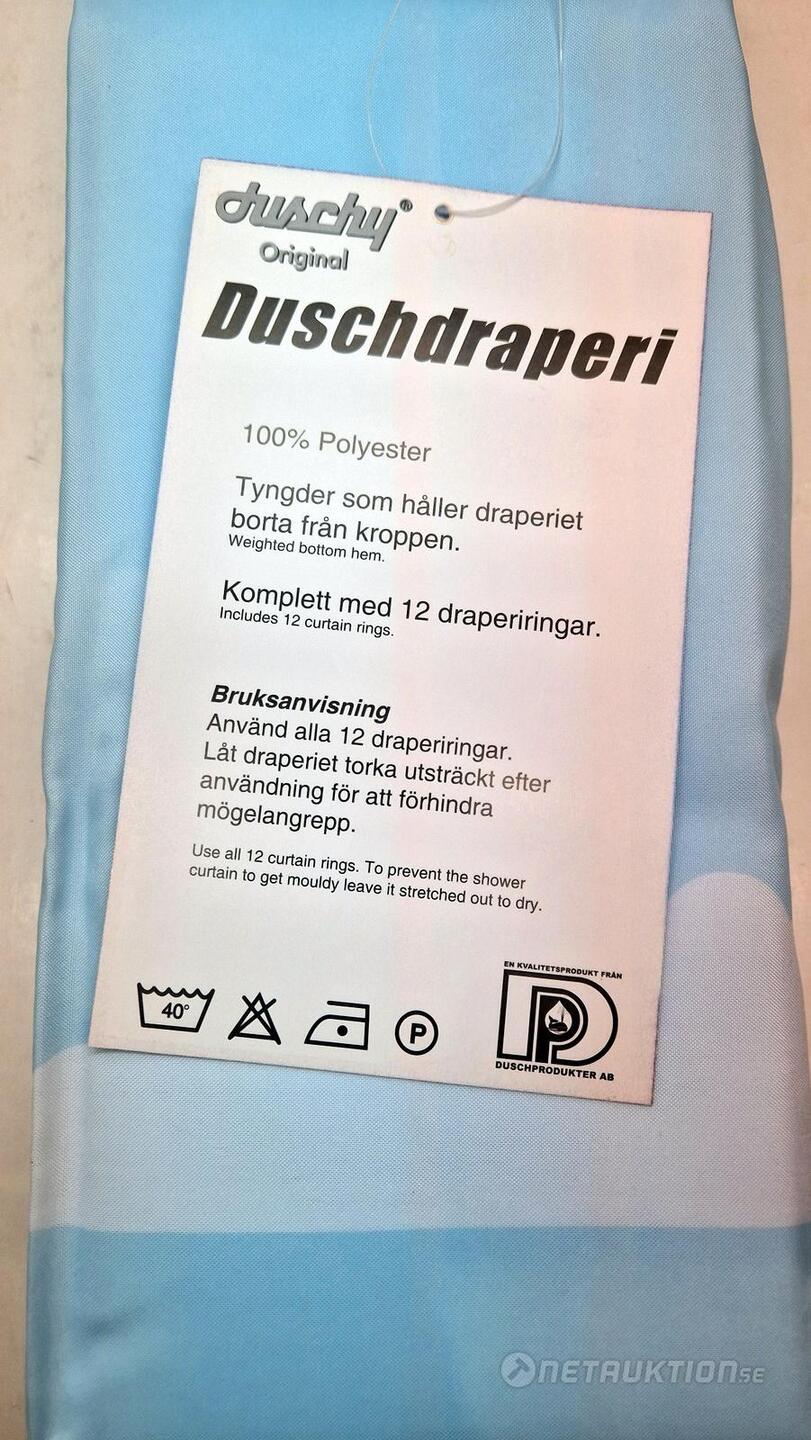 duschy®
Original
Duschdraperi
100% Polyester
Tyngder som håller draperiet
borta från kroppen.
Weighted bottom hem.
Komplett med 12 draperiringar.
Includes 12 curtain rings.
Bruksanvisning
Använd alla 12 draperiringar.
Låt draperiet torka utsträckt efter
användning för att förhindra
mögelangrepp.
Use all 12 curtain rings. To prevent the shower
curtain to get mouldy leave it stretched out to dry.
40°
P
EN KVALITETSPRODUKT FRÅN
DP
DUSCHPRODUKTER AB
NETAUKTION.SE